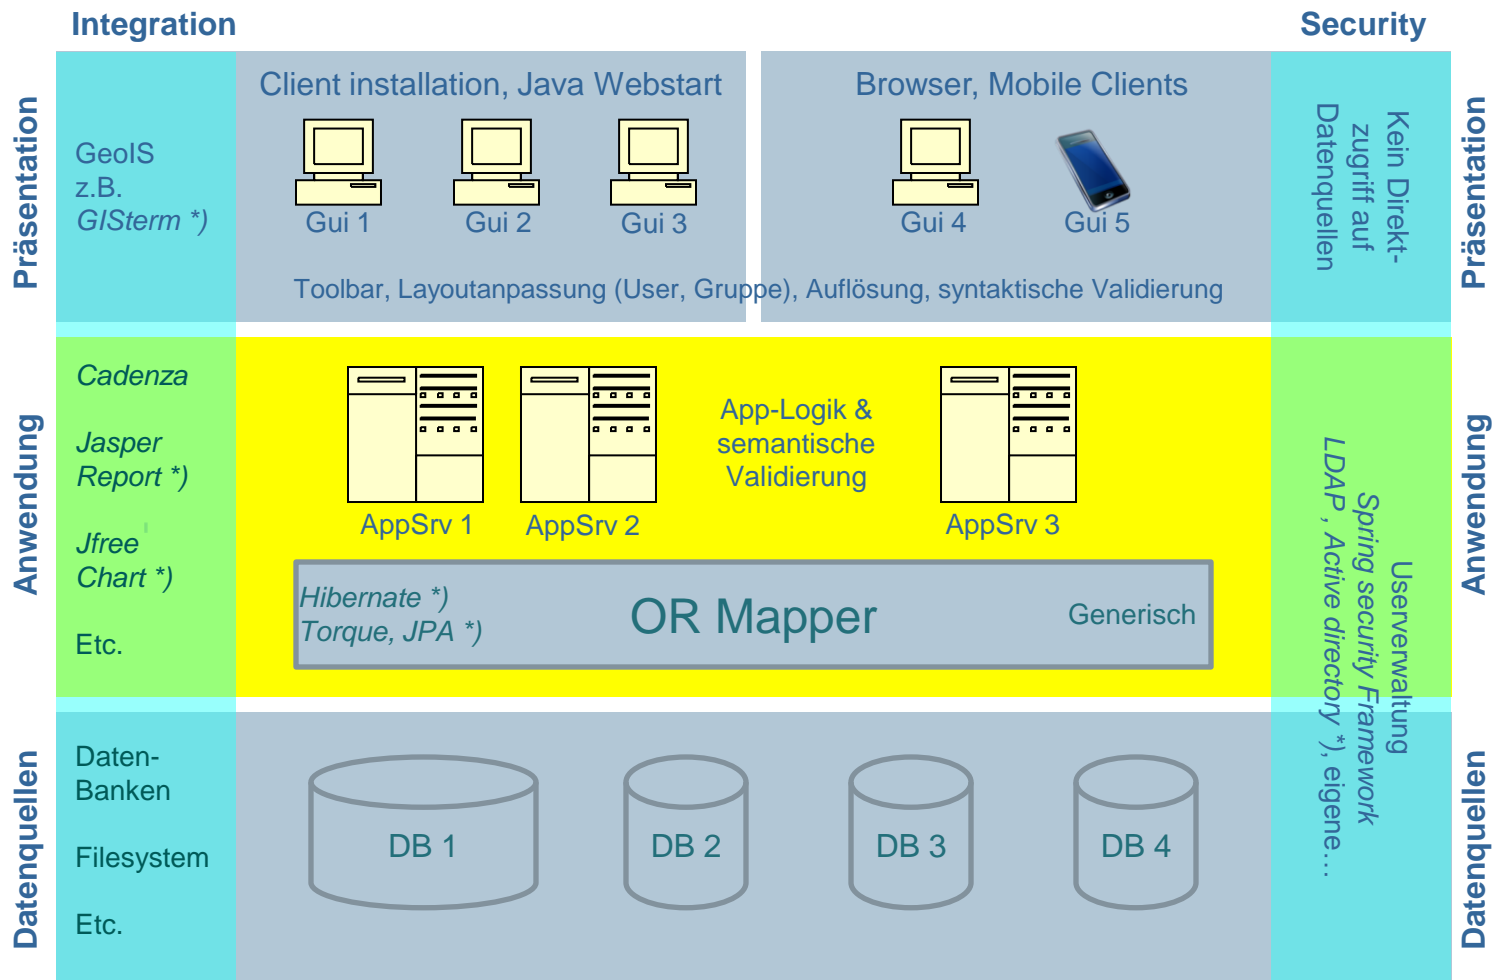 Integration
Security
Präsentation
GeoIS
z.B.
GISterm *)
Client installation, Java Webstart
Gui 1
Gui 2
Gui 3
Browser, Mobile Clients
Gui 4
Gui 5
Toolbar, Layoutanpassung (User, Gruppe), Auflösung, syntaktische Validierung
Kein Direkt-
zugriff auf
Datenquellen
Präsentation
Anwendung
Cadenza
Jasper
Report *)
Jfree
Chart *)
Etc.
AppSrv 1
AppSrv 2
App-Logik &
semantische
Validierung
AppSrv 3
Hibernate *)
Torque, JPA *)
OR Mapper
Generisch
Userverwaltung
Spring security Framework
LDAP , Active directory *), eigene…
Anwendung
Datenquellen
Daten-
Banken
Filesystem
Etc.
DB 1
DB 2
DB 3
DB 4
Datenquellen